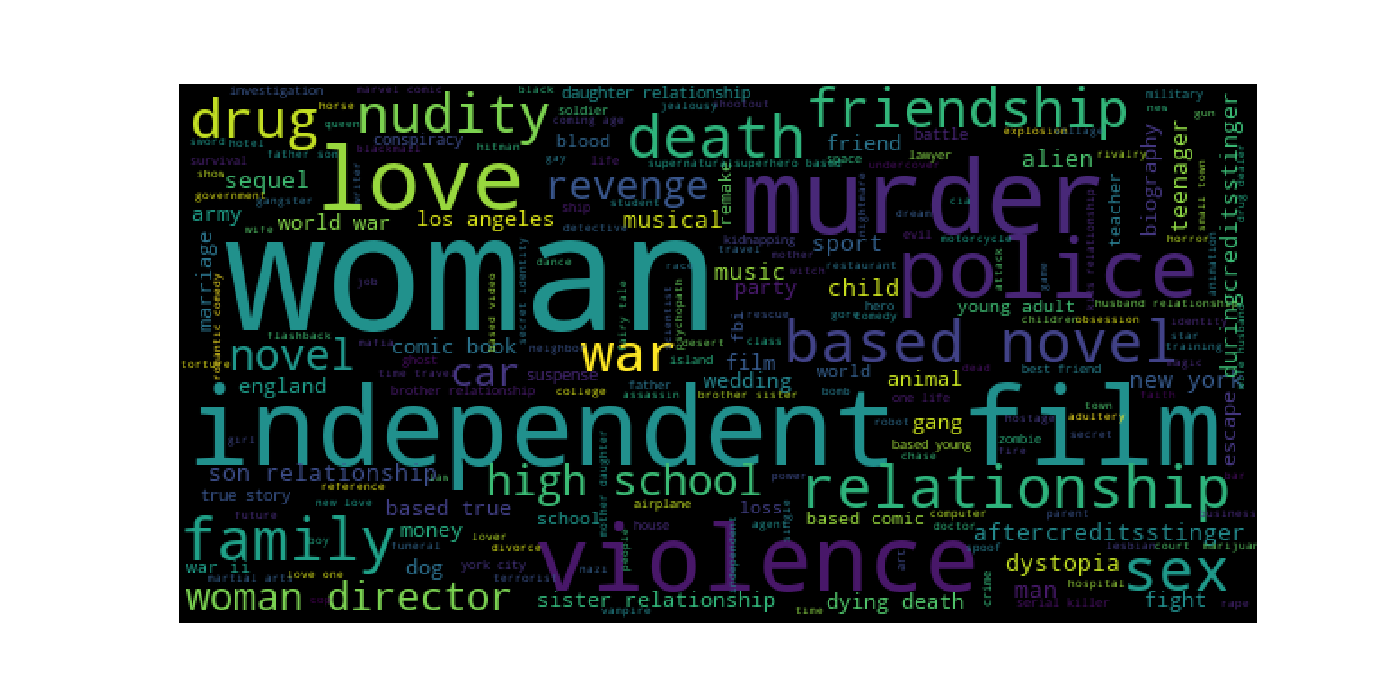 investigation
marvel comic
black
daughter relationship
military
drug
horse
nudity
soldier
jealousy
shootout
friendship
gun
queen
coming age
death
explosion
sword
hotel
conspiracy
hitman
blood
friend
battle
blackmail
father son
gay
life
supernatural
superhero based
space
lawyer
alien
rivalry
undercover
survival
love
revenge
murder
teenager
biography
teacher
small town
drug dealer
duringcreditsstinger
shoa
sequel
government
gangster
writer
student
remake
nightmare
army
world war
los angeles
ship
musical
dream
cia
wife
detective
kidnapping
evil
motorcycle
horror
marriage
woman
travel
mother
sport
police
secret identity
dance
race
music
witch
restaurant
attack
game
animation
job
based video
fairy tale
scientist
psychopath
party
child
romantic comedy
hero
young adult
husband relationship
fbi
rescue
gore
comedy
children
obsession
identity
flashback
mafia
neighbor
desert
class
based novel
star
training
novel
comic book
war
torture
ghost
island
film
world
best friend
magic
time travel
car
suspense
dead
england
brother relationship
college
father
assassin
wedding
brother sister
bomb
animal
one life
new york
faith
independent film
robot
gang
town
adultery
hostage
girl
based young
zombie
secret
chase
fire
escape
mother daughter
son relationship
high school
power
relationship
bar
reference
true story
new love
based true
airplane
loss
computer
parent
business
future
school
house
agent
single
based comic
doctor
aftercreditsstinger
family
boy
money
lover
funeral
divorce
people
violence
independent
art
spoof
lesbian
court
war ii
dog
york city
nazi
dystopia
sex
martial arts
love one
terrorist
crime
hospital
woman director
sister relationship
vampire
time
dying death
man
serial killer
fight
rape